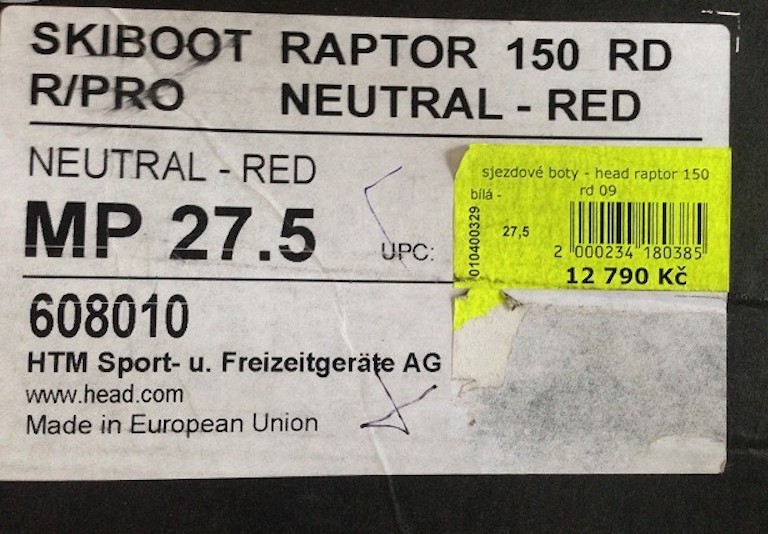 SKIBOOT RAPTOR 150 RD
R/PRO NEUTRAL - RED
NEUTRAL - RED
MP 27.5
UPC:
608010
HTM Sport- u. Freizeitgeräte AG
www.head.com
Made in European Union
sjezdové boty - head raptor 150
rd 09
bílá -
010400329
27,5
2 000234 180385
12 790 Kč